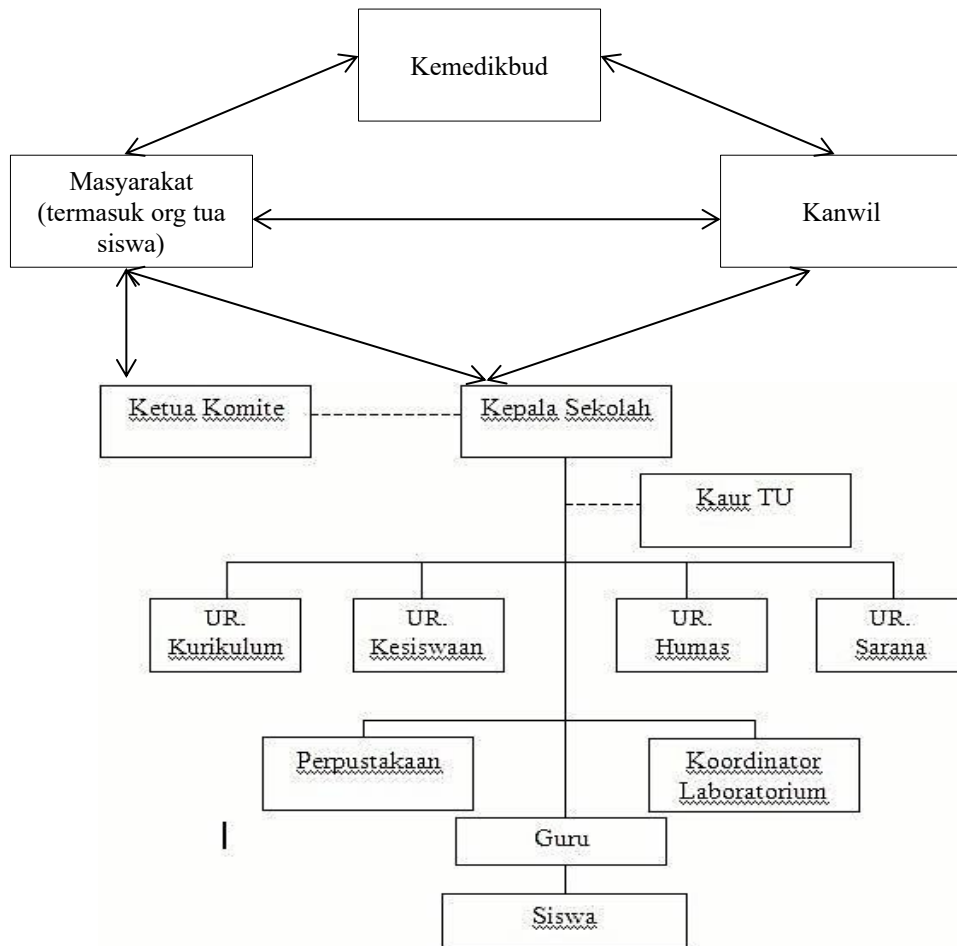 Kemedikbud
Masyarakat
(termasuk org tua
siswa)
Kanwil
Ketua Komite
Kepala Sekolah
Kaur TU
UR.
Kurikulum
UR.
Kesiswaan
UR.
Humas
UR.
Sarana
Perpustakaan
Koordinator
Laboratorium
Guru
Siswa